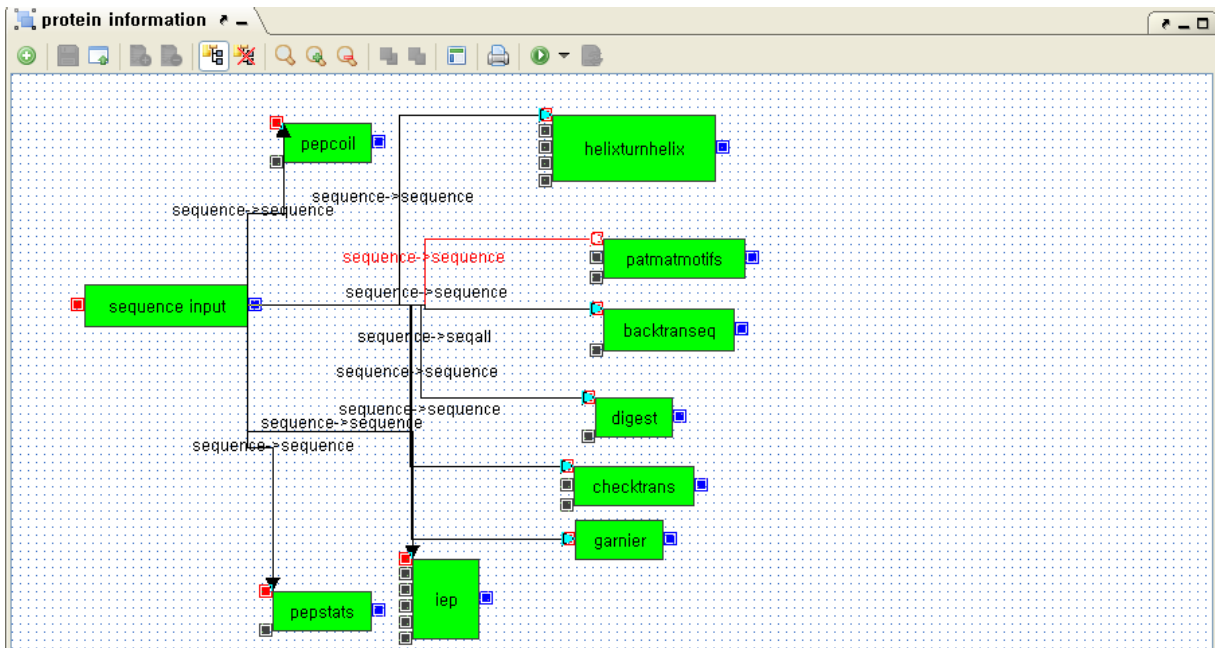 protein information
pepcoil
helixturnhelix
sequence->sequence
sequence->sequence
sequence->sequence
patmatmotifs
sequence->sequence
sequence input
backtranseq
sequence->seqall
sequence->sequence
sequence->sequence
digest
sequence->sequence
sequence->sequence
checktrans
garnier
iep
pepstats